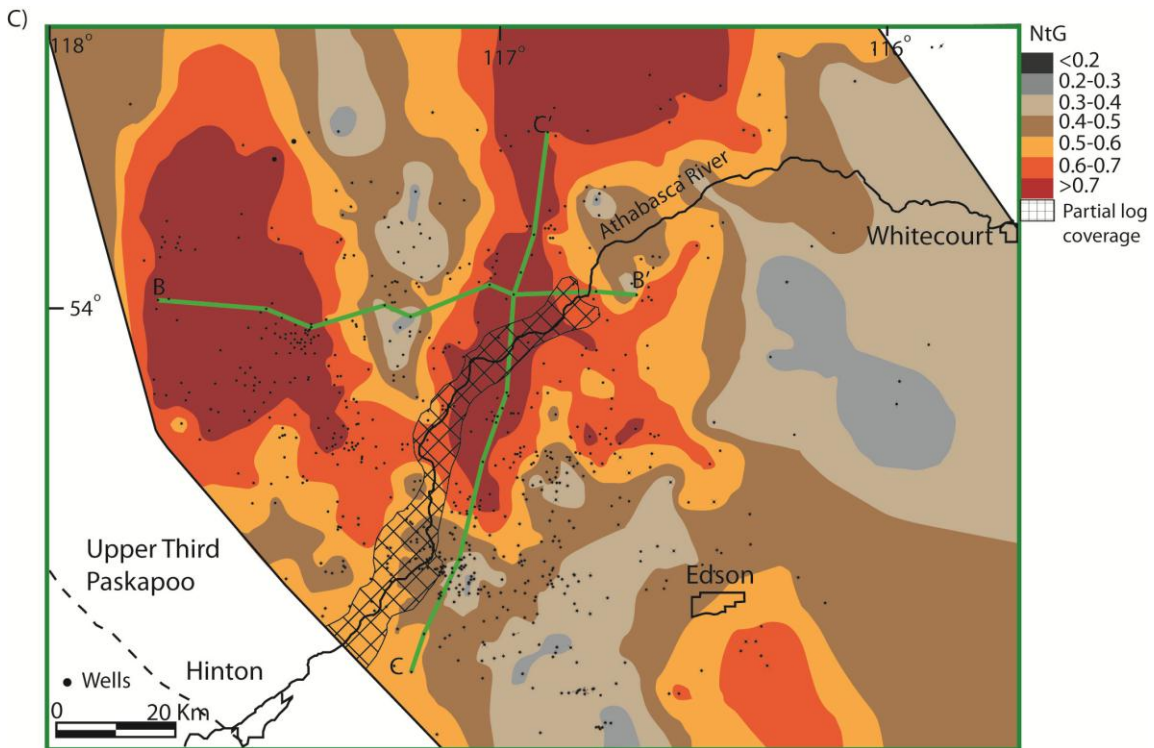 C)
118°
117°
116°
NtG
<0.2
0.2-0.3
0.3-0.4
0.4-0.5
0.5-0.6
0.6-0.7
>0.7
Partial log
coverage
C'
Athabasca River
Whitecourt
B
B'
54°
Upper Third
Paskapoo
Edson
C
Hinton
Wells
0 20 Km